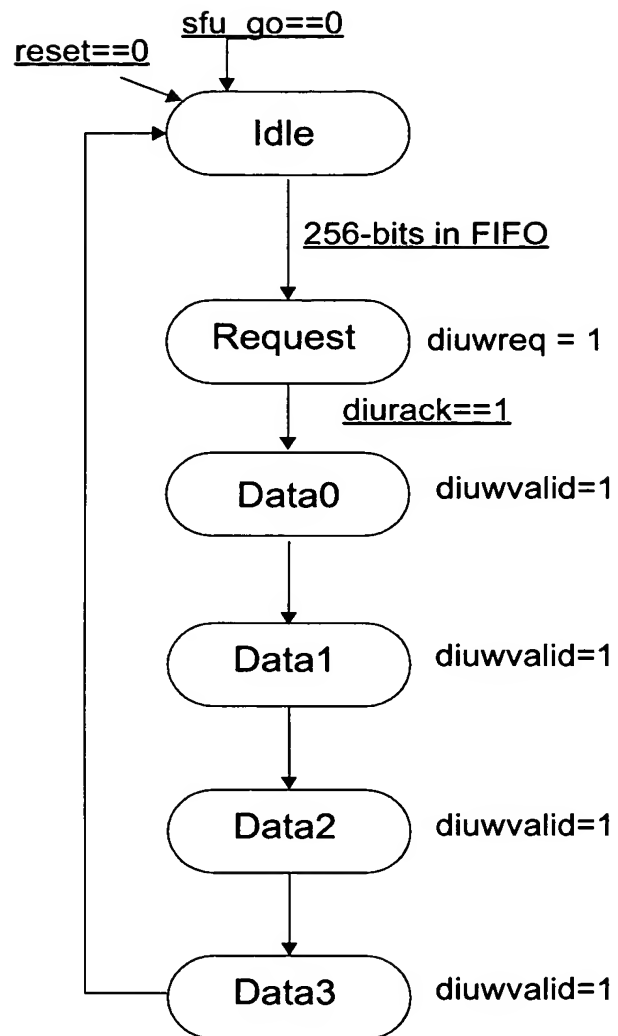 sfu_go==0
reset==0
Idle
256-bits in FIFO
Request
diuwreq = 1
diurack==1
Data0
diuwvalid=1
Data1
diuwvalid=1
Data2
diuwvalid=1
Data3
diuwvalid=1